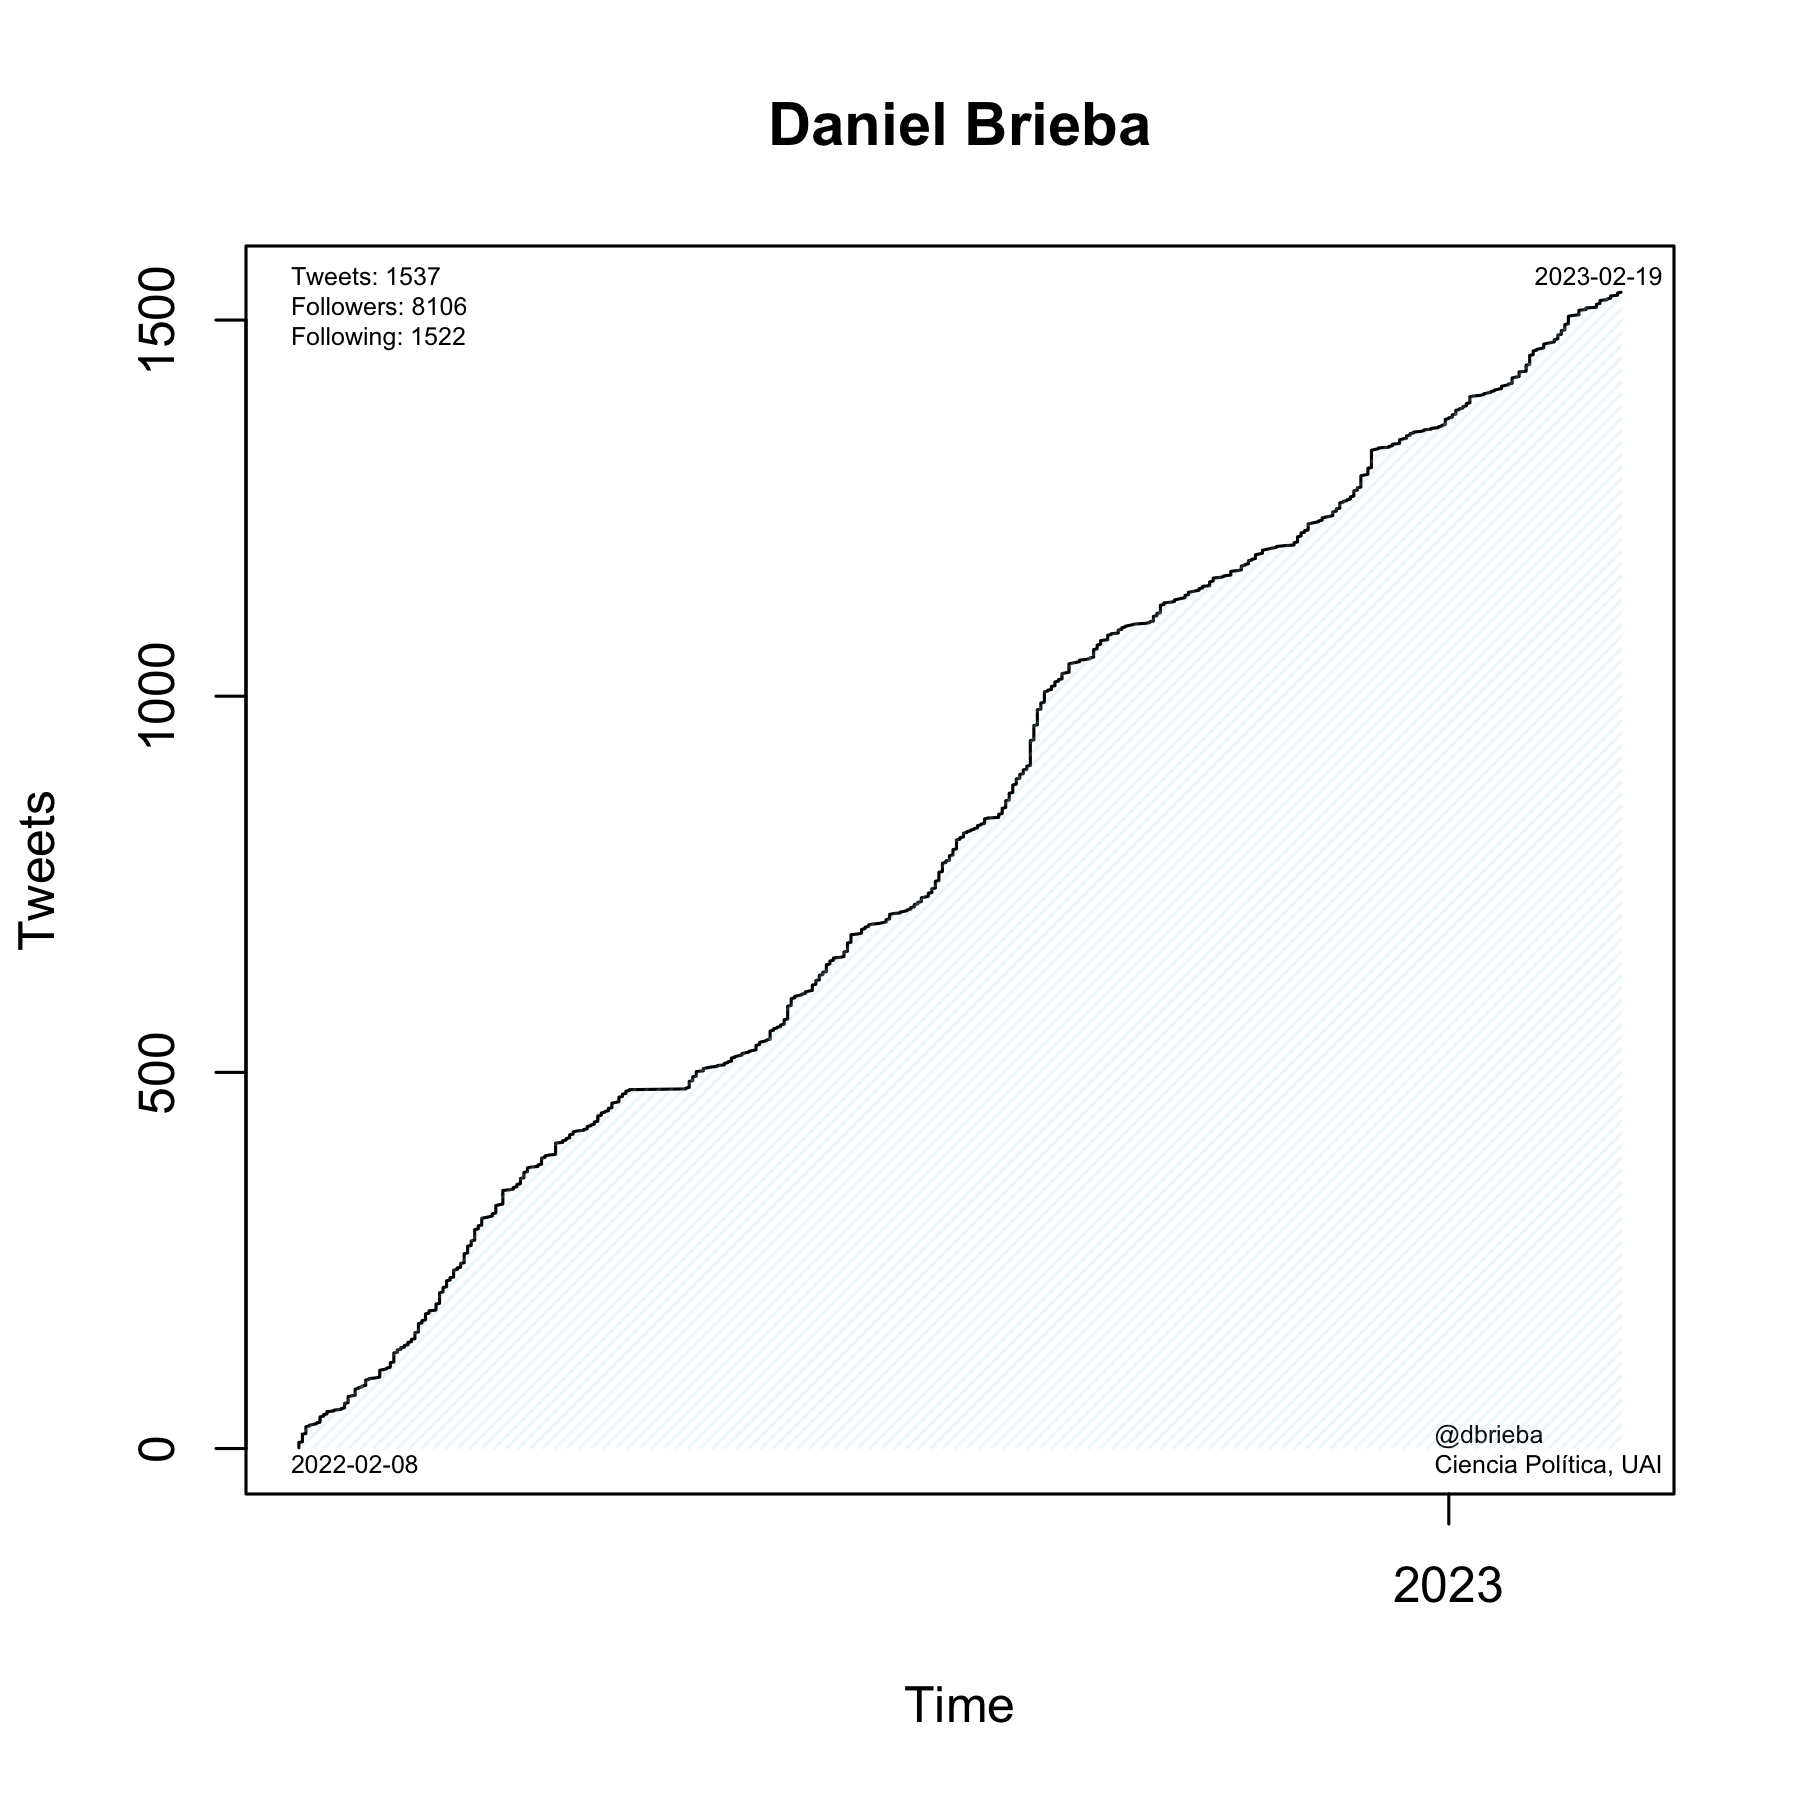 Daniel Brieba
Tweets: 1537
Followers: 8106
Following: 1522
2023-02-19
1500
1000
500
0
Tweets
2022-02-08
@dbrieba
Ciencia Política, UAI
2023
Time